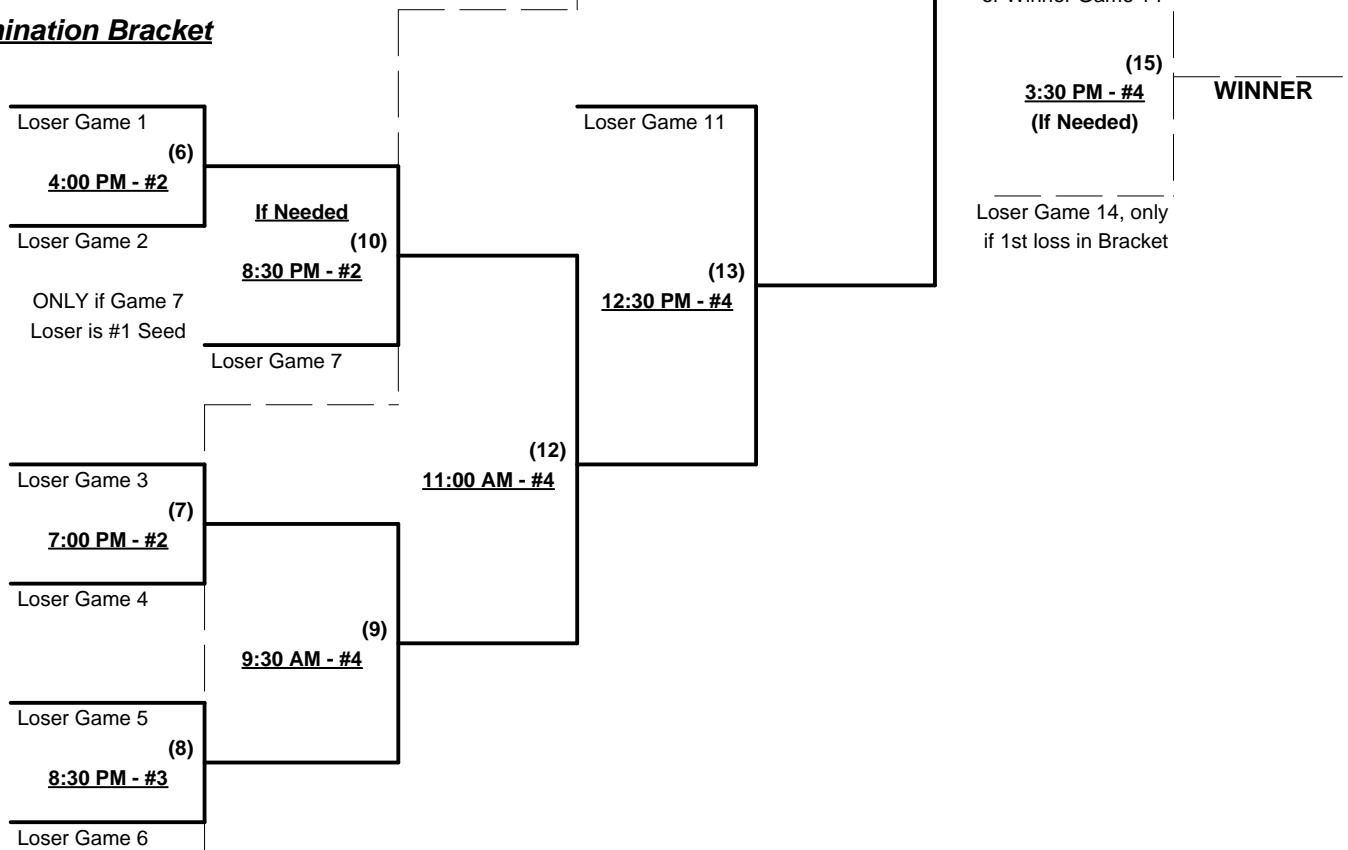 mination Bracket
(15)
3:30 PM - #4
WINNER
(If Needed)
Loser Game 1
(6)
4:00 PM - #2
Loser Game 2
If Needed
(10)
8:30 PM - #2
ONLY if Game 7
Loser is #1 Seed
Loser Game 7
Loser Game 11
(13)
12:30 PM - #4
Loser Game 14, only
if 1st loss in Bracket
(12)
11:00 AM - #4
Loser Game 3
(7)
7:00 PM - #2
Loser Game 4
(9)
9:30 AM - #4
Loser Game 5
(8)
8:30 PM - #3
Loser Game 6